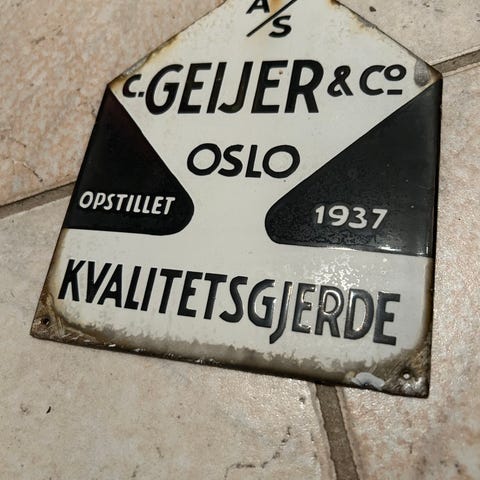 A/S
C. GEIJER & Co
OSLO
OPSTILLET 1937
KVALITETSGJERDE